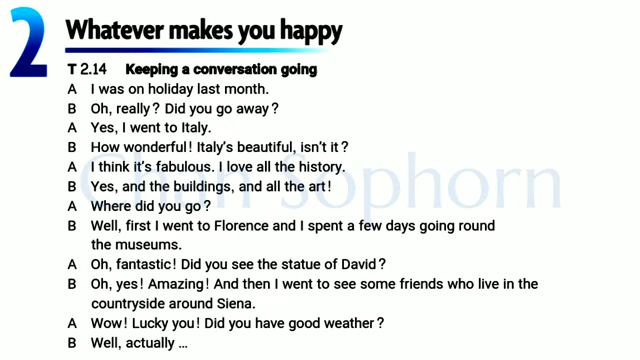 2 Whatever makes you happy
T 2.14 Keeping a conversation going
A I was on holiday last month.
B Oh, really? Did you go away?
A Yes, I went to Italy.
B How wonderful! Italy's beautiful, isn't it?
A I think it's fabulous. I love all the history.
B Yes, and the buildings, and all the art!
A Where did you go?
B Well, first I went to Florence and I spent a few days going round
the museums.
A Oh, fantastic! Did you see the statue of David?
B Oh, yes! Amazing! And then I went to see some friends who live in the
countryside around Siena.
A Wow! Lucky you! Did you have good weather?
B Well, actually ...
Chan Sophorn